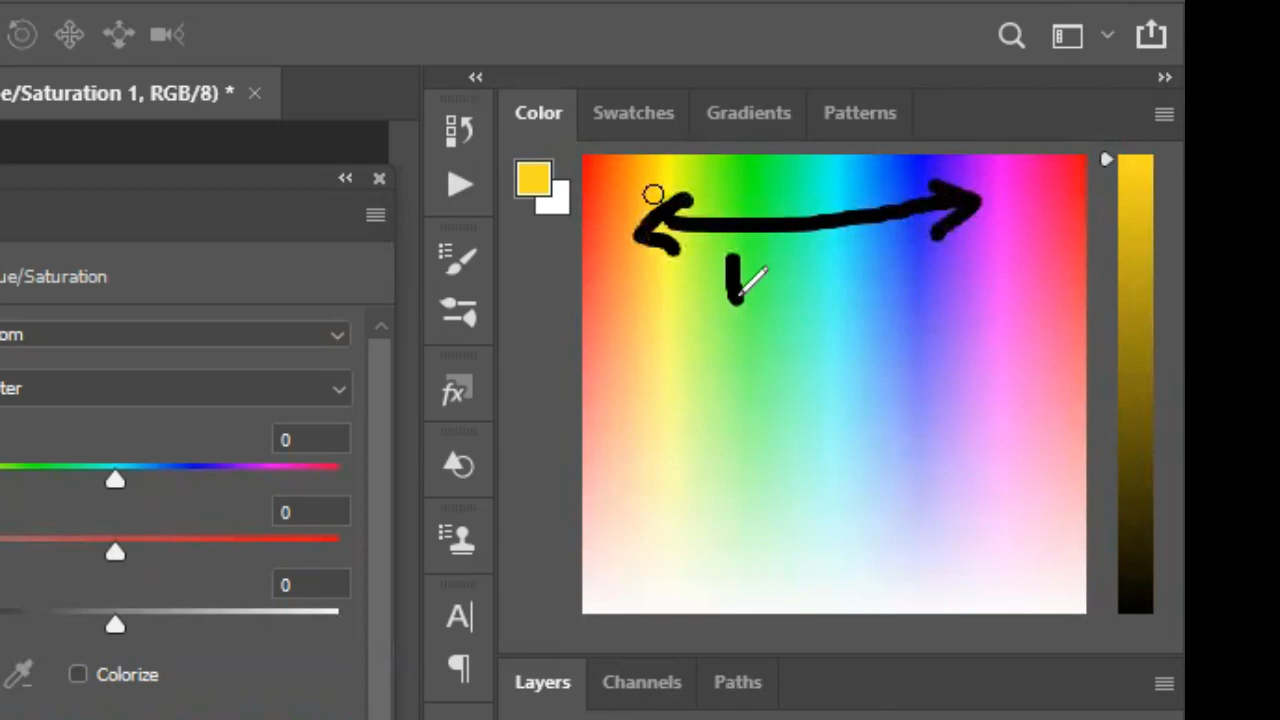 e/Saturation 1, RGB/8) *
Color
Swatches
Gradients
Patterns
ue/Saturation
om
ter
0
0
0
Colorize
Layers
Channels
Paths